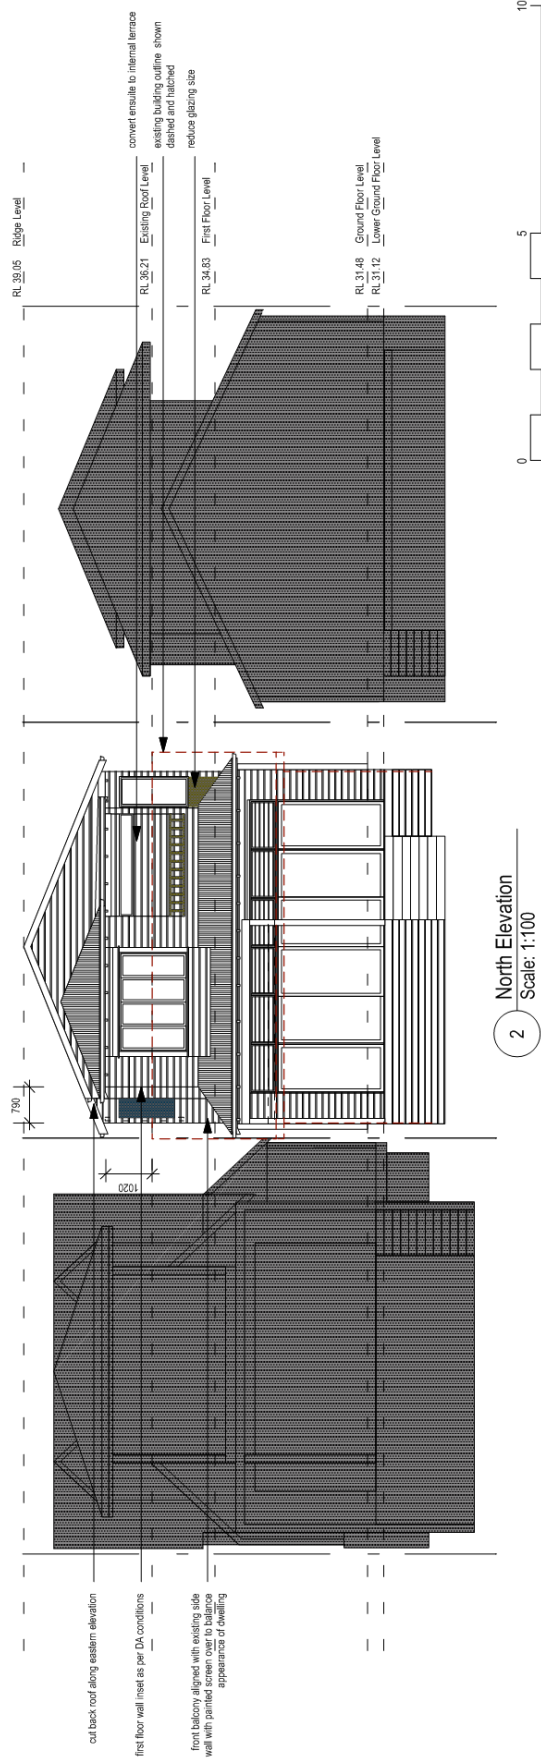 RL 39.05 Ridge Level
convert ensuite to internal terrace
RL 36.21 Existing Roof Level
existing building outline shown
dashed and hatched
reduce glazing size
RL 34.83 First Floor Level
RL 31.48 Ground Floor Level
RL 31.12 Lower Ground Floor Level
790
1020
cut back roof along eastern elevation
first floor wall inset as per DA conditions
front balcony aligned with existing side
wall with painted screen over to balance
appearance of dwelling
2
North Elevation
Scale: 1:100
0
5
10